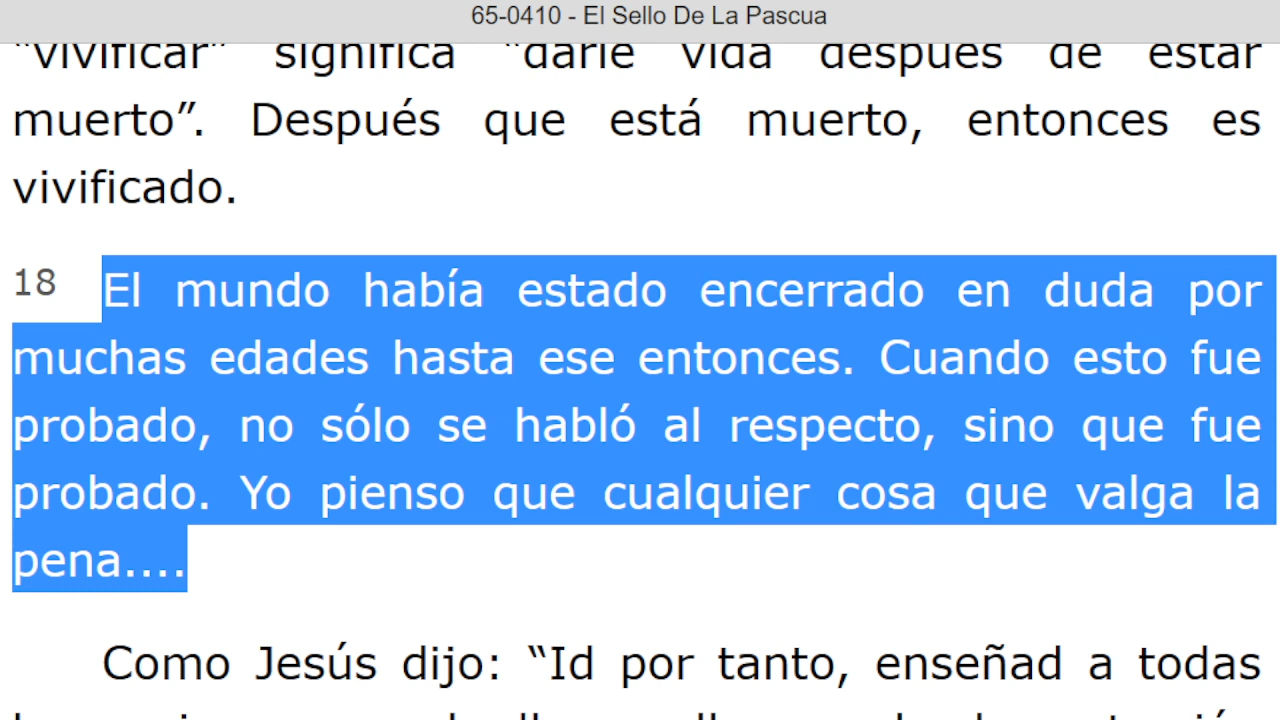 65-0410 - El Sello De La Pascua
"vivificar" significa "darle vida después de estar
muerto”. Después que está muerto, entonces es
vivificado.
18 El mundo había estado encerrado en duda por
muchas edades hasta ese entonces. Cuando esto fue
probado, no sólo se habló al respecto, sino que fue
probado. Yo pienso que cualquier cosa que valga la
pena....
Como Jesús dijo: “Id por tanto, enseñad a todas